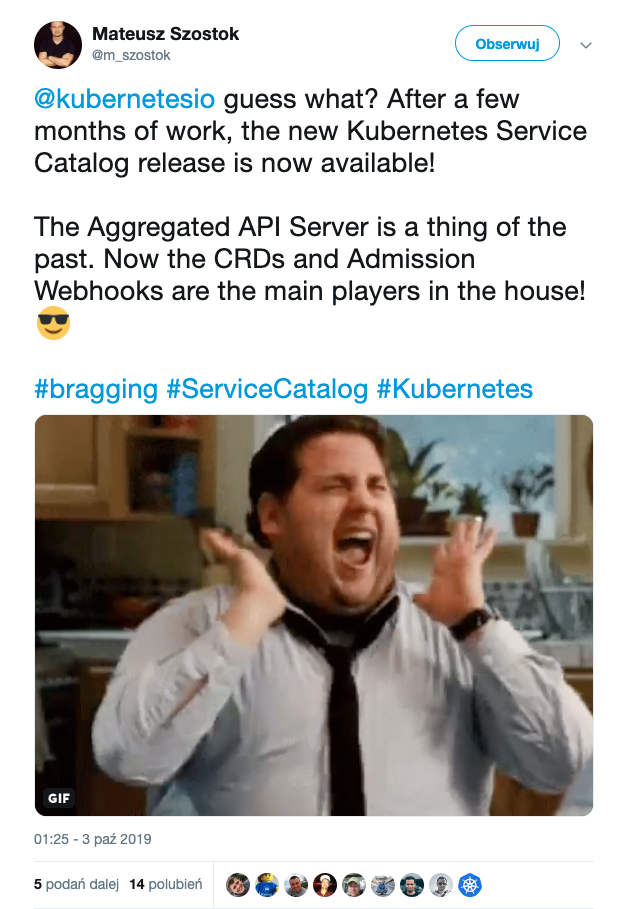 Mateusz Szostok
@m_szostok
Obserwuj
@kubernetesio guess what? After a few
months of work, the new Kubernetes Service
Catalog release is now available!
The Aggregated API Server is a thing of the
past. Now the CRDs and Admission
Webhooks are the main players in the house!
😎
#bragging #ServiceCatalog #Kubernetes
GIF
01:25 - 3 paź 2019
5 podań dalej 14 polubień